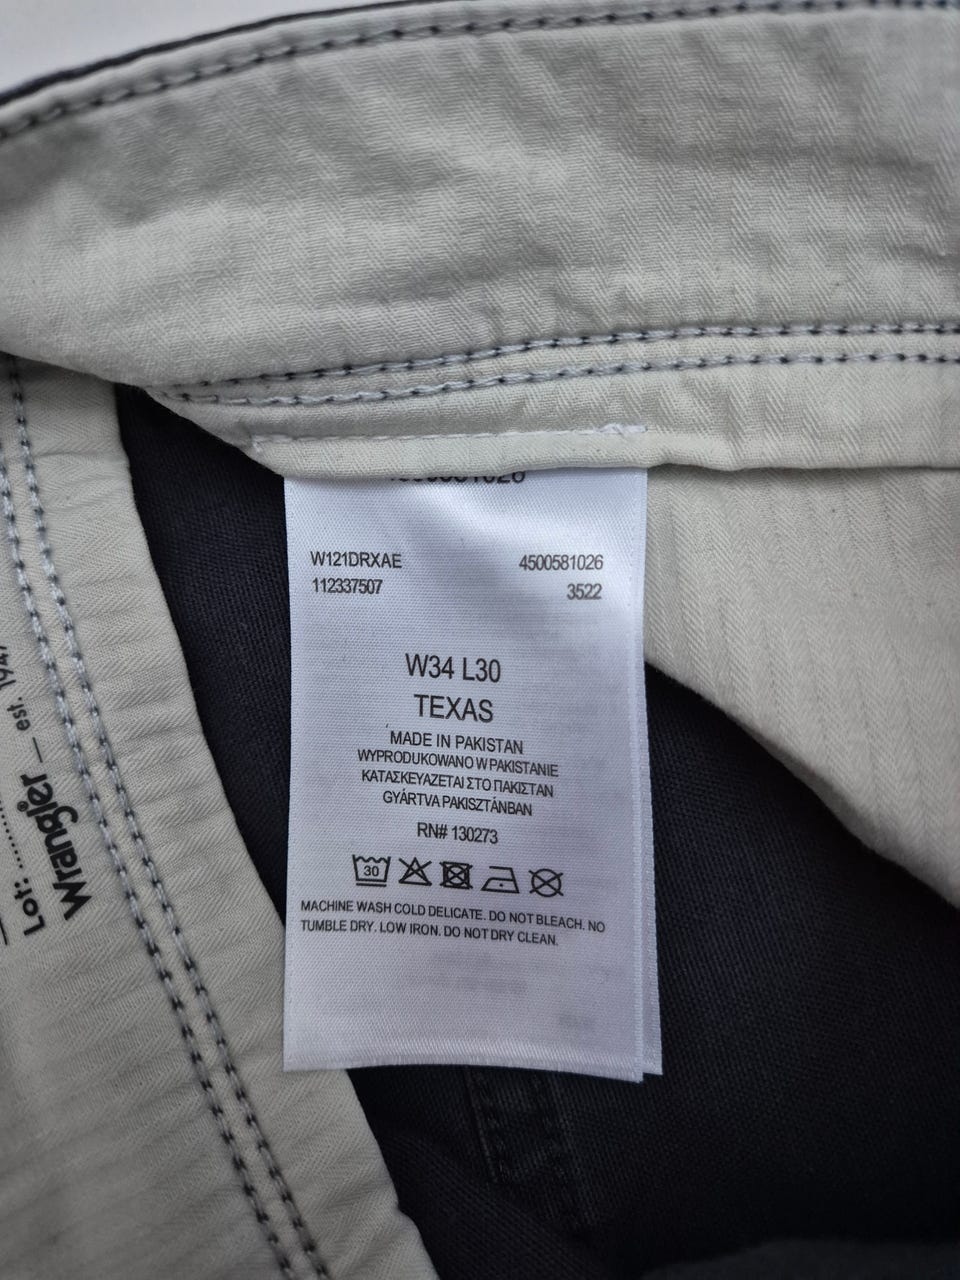 W121DRXAE 4500581026
112337507 3522
W34 L30
TEXAS
MADE IN PAKISTAN
WYPRODUKOWANO W PAKISTANIE
ΚΑΤΑΣΚΕΥΑΖΕΤΑΙ ΣΤΟ ΠΑΚΙΣΤΑΝ
GYÁRTVA PAKISZTÁNBAN
RN# 130273
30
MACHINE WASH COLD DELICATE. DO NOT BLEACH. NO
TUMBLE DRY. LOW IRON. DO NOT DRY CLEAN.
Wrangler — est. 1947
Lot: